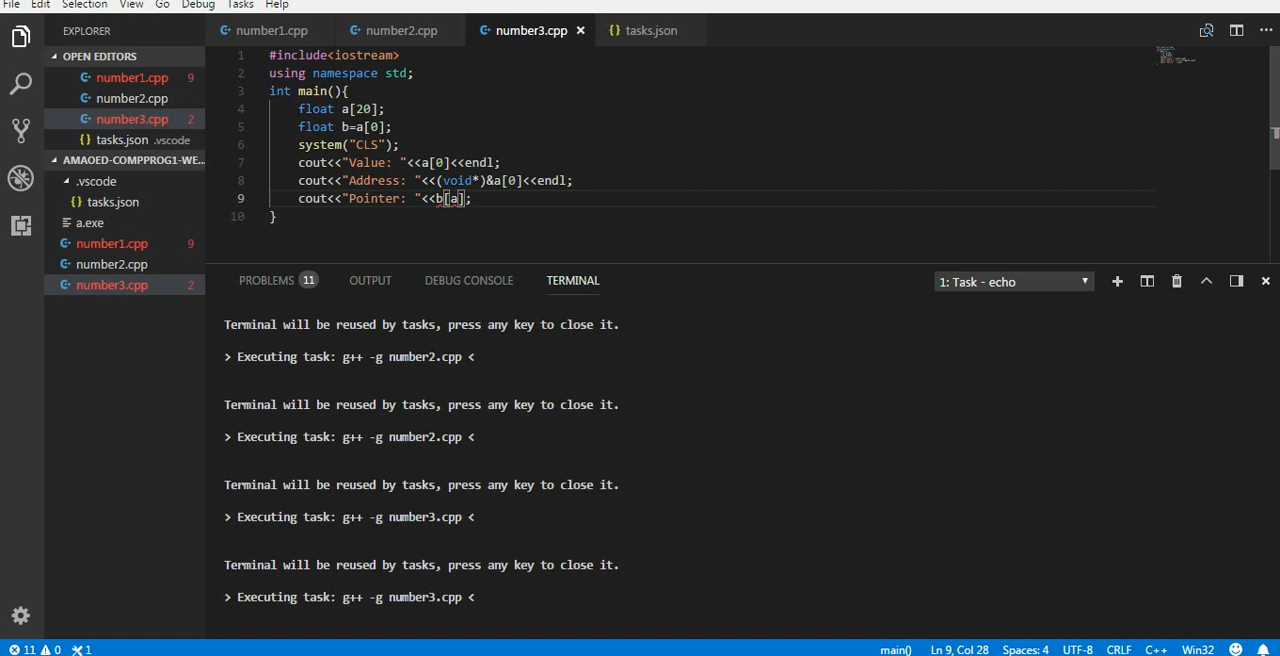 File Edit Selection View Go Debug Tasks Help
EXPLORER
number1.cpp number2.cpp number3.cpp × {} tasks.json
OPEN EDITORS
number1.cpp 9
number2.cpp
number3.cpp 2
{} tasks.json .vscode
AMAOED-COMPPROG1-WE...
.vscode
{} tasks.json
a.exe
number1.cpp 9
number2.cpp
number3.cpp 2
1 #include<iostream>
2 using namespace std;
3 int main(){
4 float a[20];
5 float b=a[0];
6 system("CLS");
7 cout<<"Value: "<<a[0]<<endl;
8 cout<<"Address: "<<(void*)&a[0]<<endl;
9 cout<<"Pointer: "<<b[a];
10 }
PROBLEMS 11 OUTPUT DEBUG CONSOLE TERMINAL 1: Task - echo
Terminal will be reused by tasks, press any key to close it.
> Executing task: g++ -g number2.cpp <
Terminal will be reused by tasks, press any key to close it.
> Executing task: g++ -g number2.cpp <
Terminal will be reused by tasks, press any key to close it.
> Executing task: g++ -g number3.cpp <
Terminal will be reused by tasks, press any key to close it.
> Executing task: g++ -g number3.cpp <
11 0 1 main() Ln 9, Col 28 Spaces: 4 UTF-8 CRLF C++ Win32